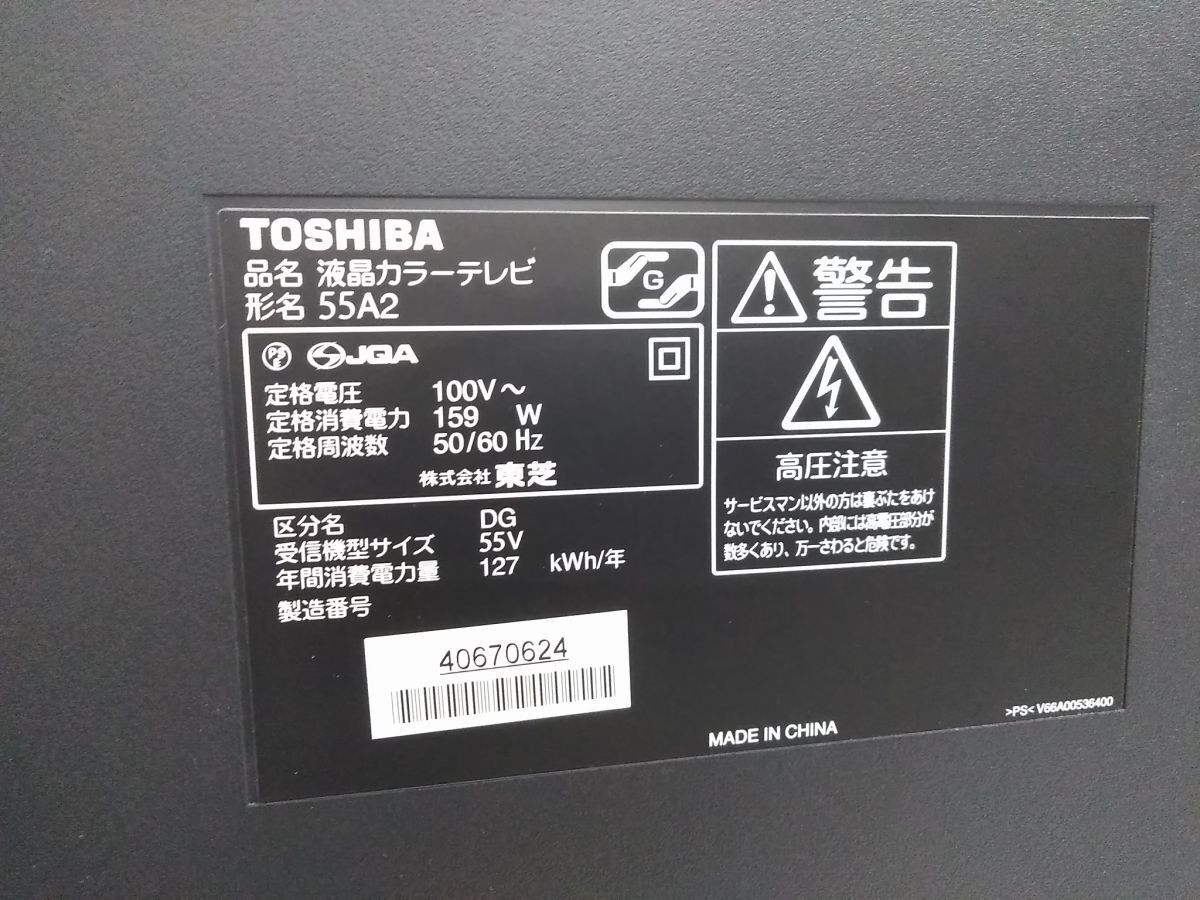 TOSHIBA
品名 液晶カラーテレビ
形名 55A2
G
PSE JQA
定格電圧 100V～
定格消費電力 159 W
定格周波数 50/60 Hz
株式会社 東芝
区分名 DG
受信機型サイズ 55V
年間消費電力量 127 kWh/年
製造番号
40670624
警告
高圧注意
サービスマン以外の方は裏ぶたをあけ
ないでください。内部には高電圧部分が
数多くあり、万一さわると危険です。
MADE IN CHINA
>PS< V66A00536400